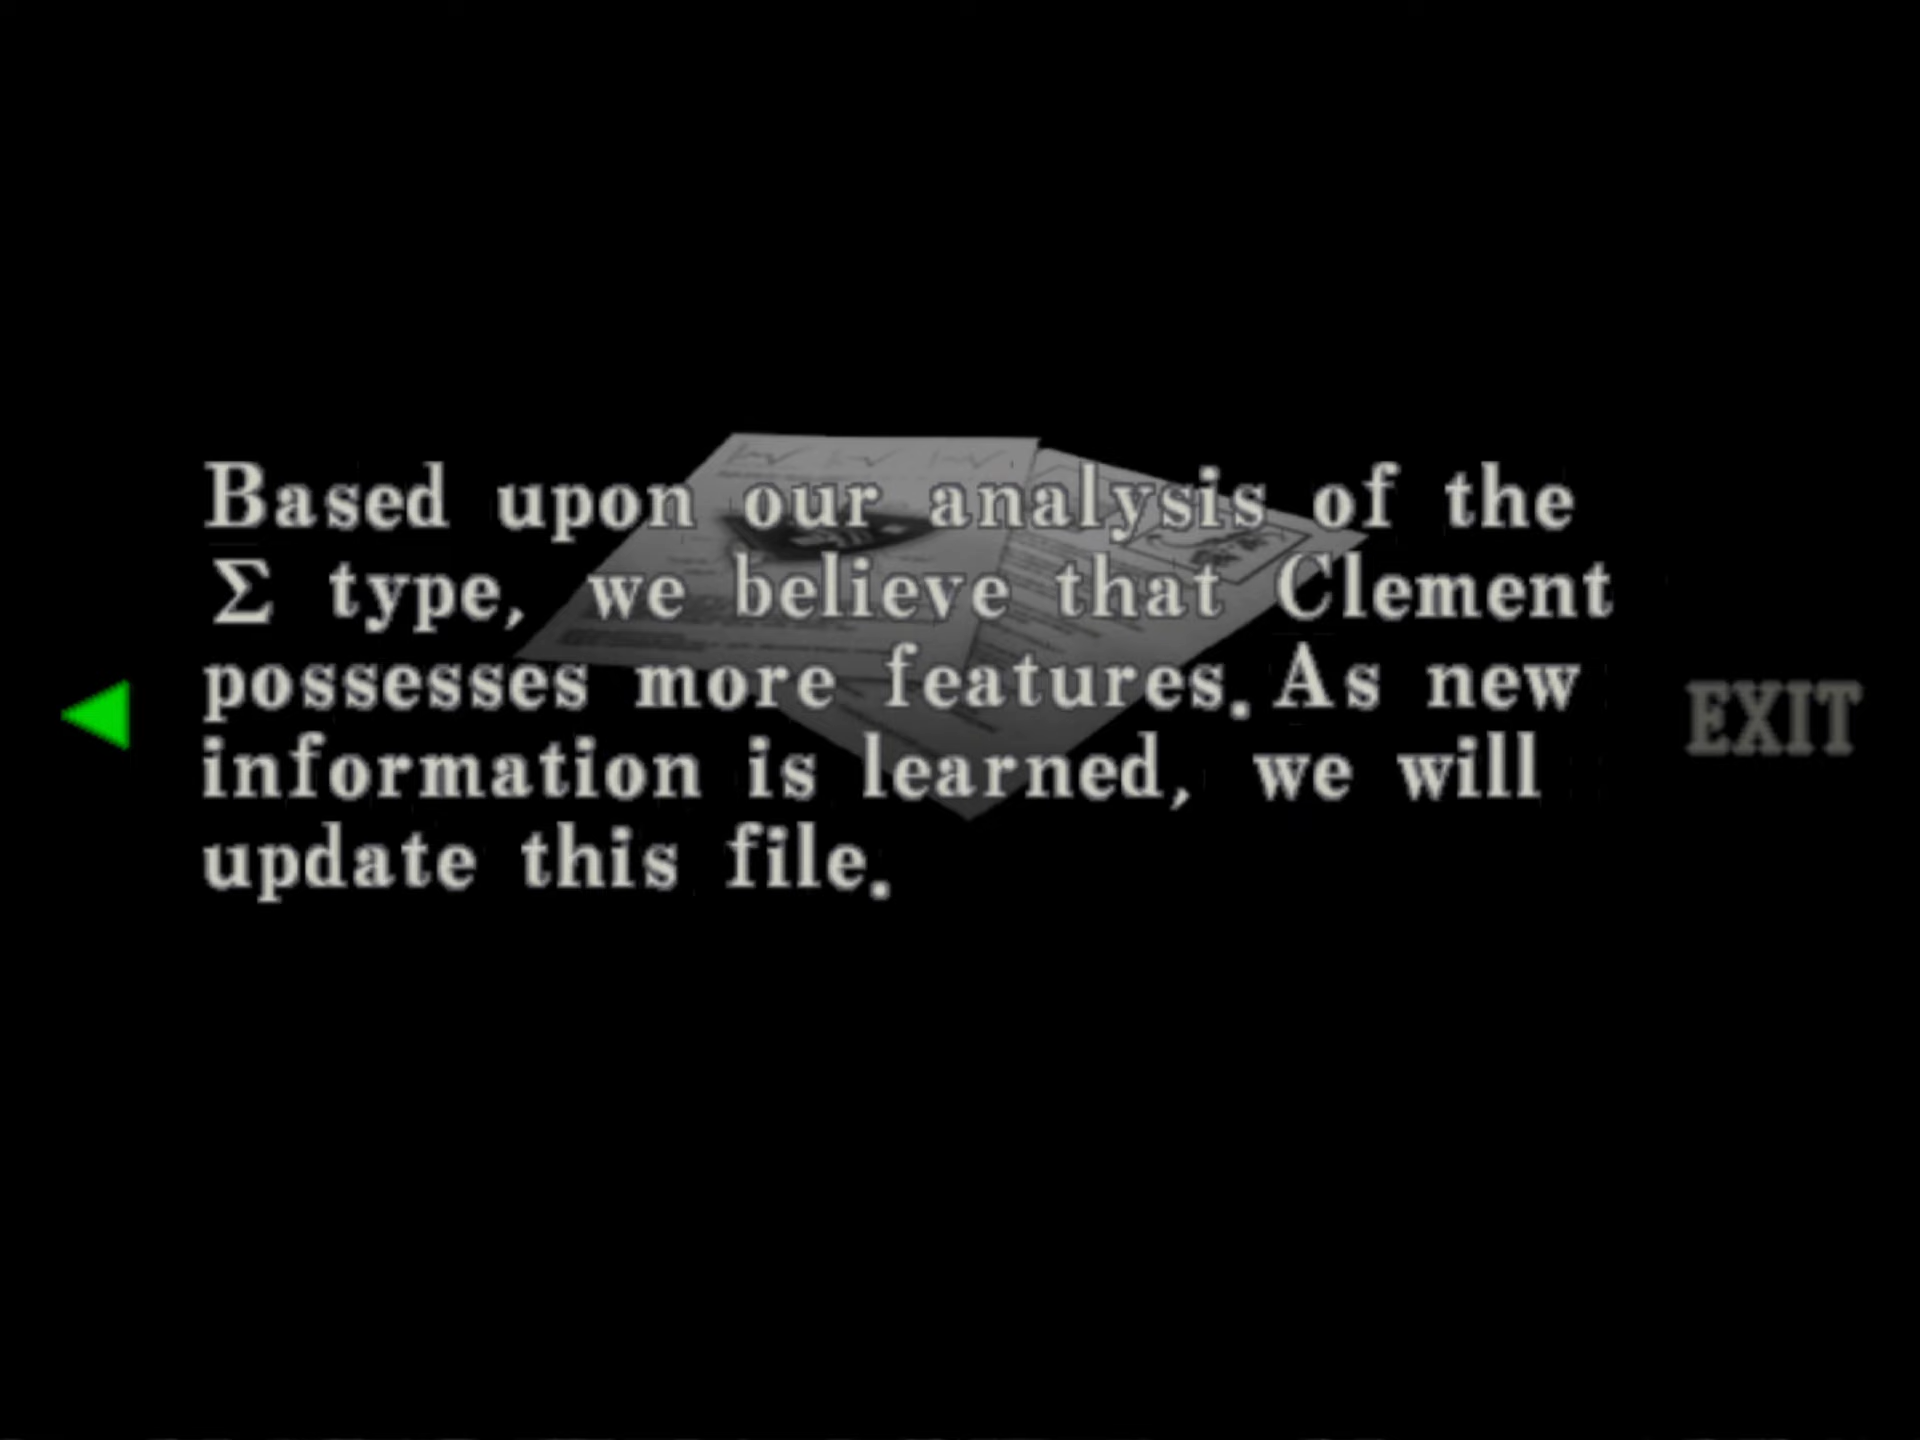 Based upon our analysis of the
Σ type, we believe that Clement
possesses more features. As new
information is learned, we will
update this file.
EXIT